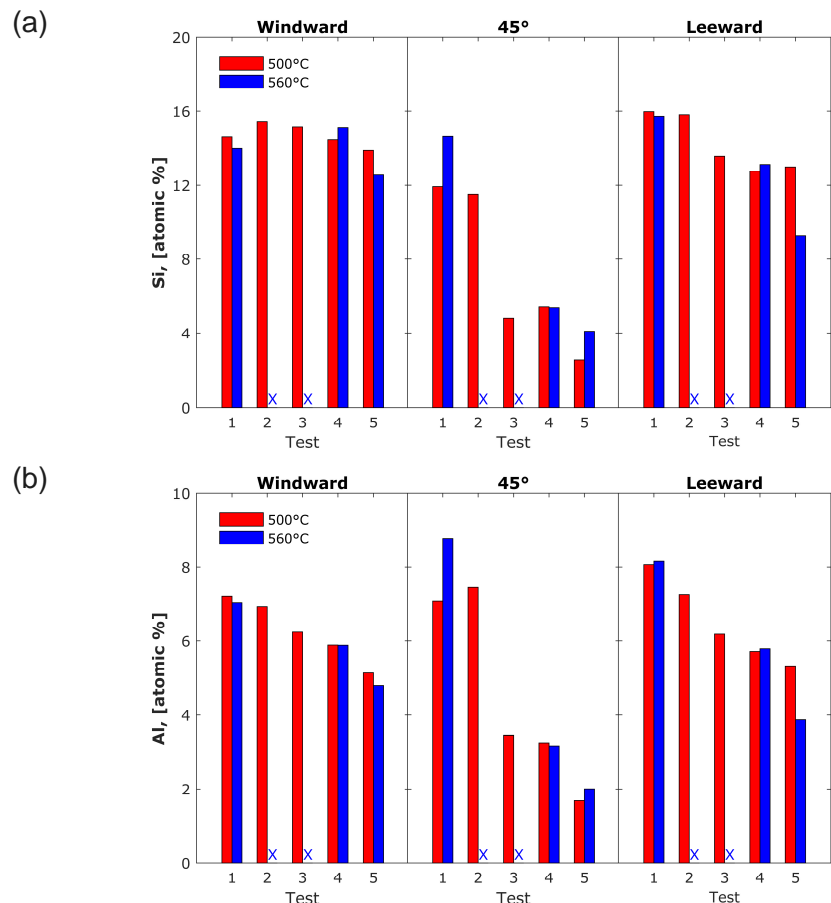 (a)
Windward 45° Leeward
20
16
12
8
4
0
Si, [atomic %]
500°C
560°C
X X X X X X
1 2 3 4 5 1 2 3 4 5 1 2 3 4 5
Test Test Test
(b)
Windward 45° Leeward
10
8
6
4
2
0
Al, [atomic %]
500°C
560°C
X X X X X X
1 2 3 4 5 1 2 3 4 5 1 2 3 4 5
Test Test Test